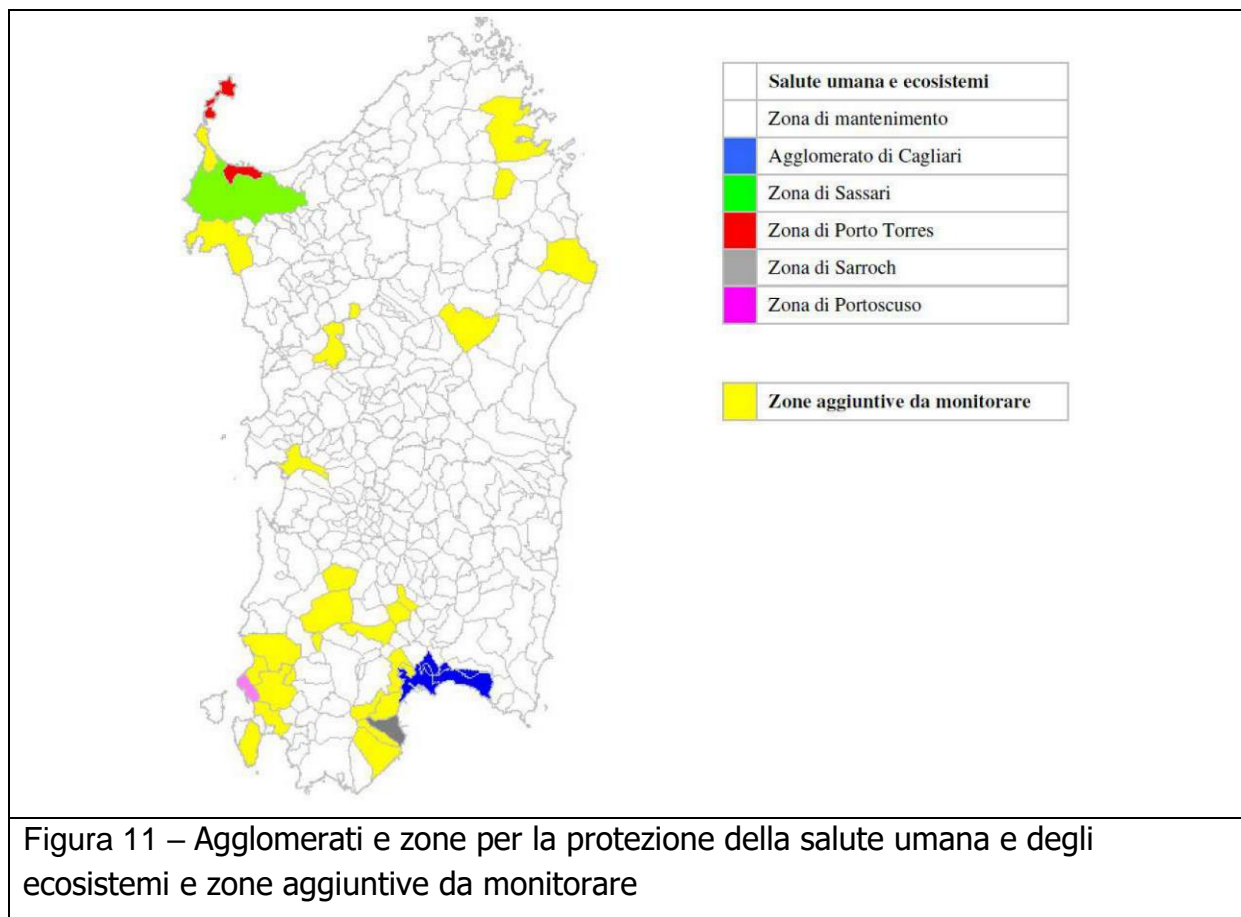 Salute umana e ecosistemi
Zona di mantenimento
Agglomerato di Cagliari
Zona di Sassari
Zona di Porto Torres
Zona di Sarroch
Zona di Portoscuso
Zone aggiuntive da monitorare
Figura 11 – Agglomerati e zone per la protezione della salute umana e degli
ecosistemi e zone aggiuntive da monitorare